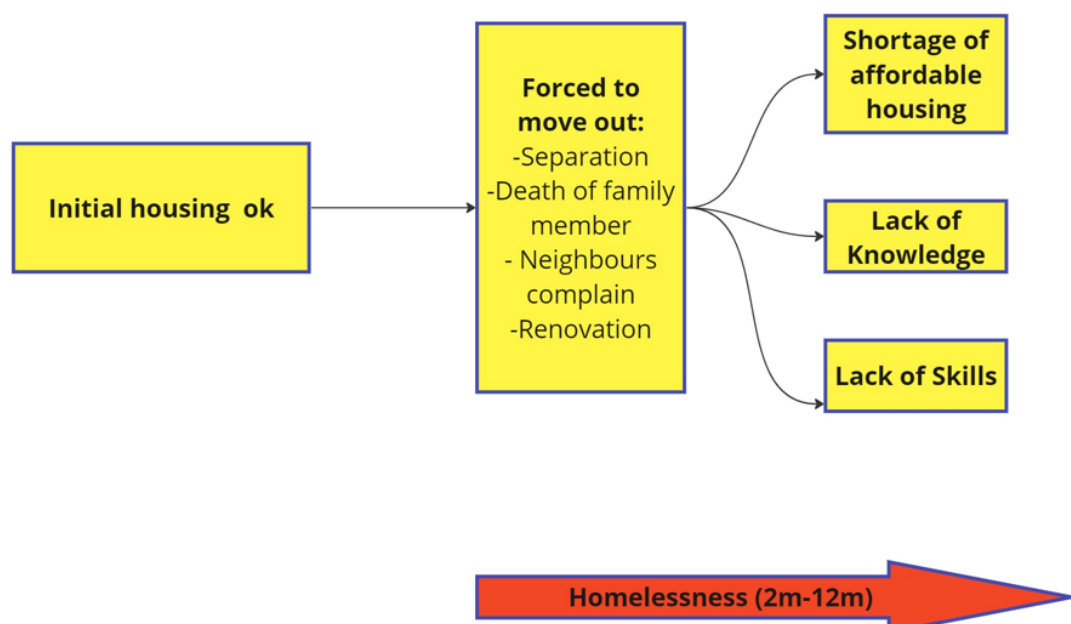 Initial housing ok
Forced to
move out:
-Separation
-Death of family
member
- Neighbours
complain
-Renovation
Shortage of
affordable
housing
Lack of
Knowledge
Lack of Skills
Homelessness (2m-12m)